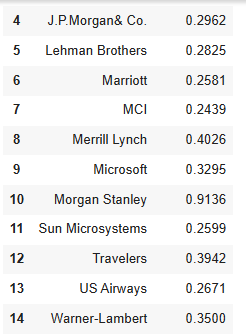 4 J.P.Morgan& Co. 0.2962
5 Lehman Brothers 0.2825
6 Marriott 0.2581
7 MCI 0.2439
8 Merrill Lynch 0.4026
9 Microsoft 0.3295
10 Morgan Stanley 0.9136
11 Sun Microsystems 0.2599
12 Travelers 0.3942
13 US Airways 0.2671
14 Warner-Lambert 0.3500